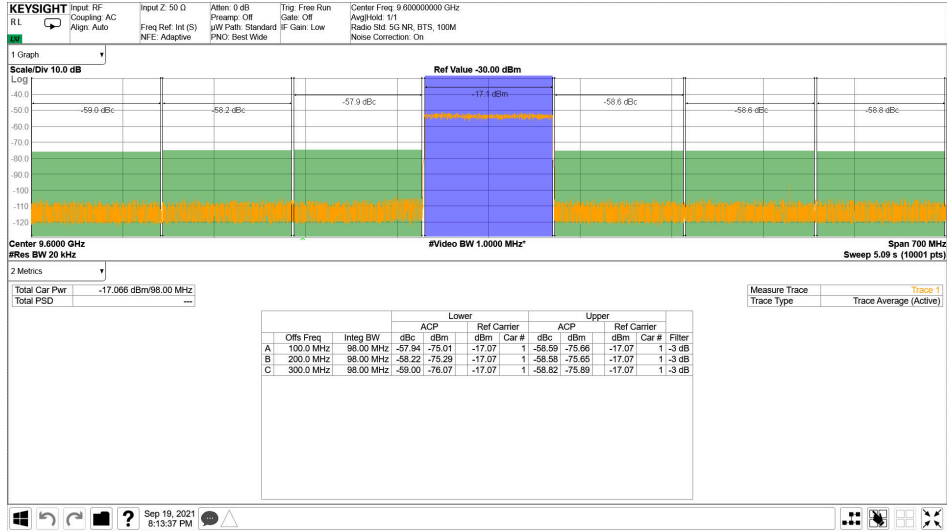 KEYSIGHT Input: RF Input Z: 50 Ω Atten: 0 dB Trig: Free Run Center Freq: 9.600000000 GHz
RL Coupling: AC Preamp: Off Gate: Off Avg|Hold: 1/1
Align: Auto Freq Ref: Int (S) µW Path: Standard IF Gain: Low Radio Std: 5G NR, BTS, 100M
NFE: Adaptive PNO: Best Wide Noise Correction: On
1 Graph
Scale/Div 10.0 dB Ref Value -30.00 dBm
Log
-40.0 -17.1 dBm
-57.9 dBc -58.6 dBc
-50.0 -59.0 dBc -58.2 dBc -58.6 dBc -58.8 dBc
-60.0
-70.0
-80.0
-90.0
-100
-110
-120
Center 9.6000 GHz #Video BW 1.0000 MHz* Span 700 MHz
#Res BW 20 kHz Sweep 5.09 s (10001 pts)
2 Metrics
Total Car Pwr -17.066 dBm/98.00 MHz Measure Trace Trace 1
Total PSD --- Trace Type Trace Average (Active)
Lower Upper
ACP Ref Carrier ACP Ref Carrier
Offs Freq Integ BW dBc dBm dBm Car # dBc dBm dBm Car # Filter
A 100.0 MHz 98.00 MHz -57.94 -75.01 -17.07 1 -58.59 -75.66 -17.07 1 -3 dB
B 200.0 MHz 98.00 MHz -58.22 -75.29 -17.07 1 -58.58 -75.65 -17.07 1 -3 dB
C 300.0 MHz 98.00 MHz -59.00 -76.07 -17.07 1 -58.82 -75.89 -17.07 1 -3 dB
? Sep 19, 2021
8:13:37 PM